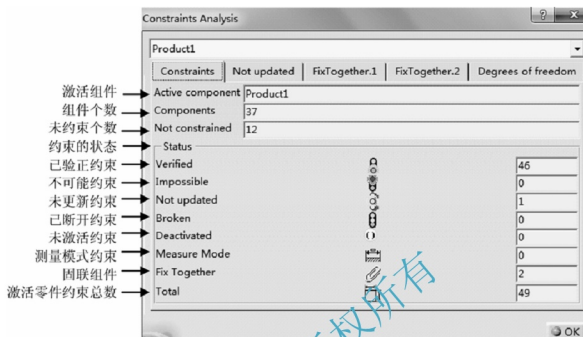 Constraints Analysis
Product1
Constraints Not updated FixTogether.1 FixTogether.2 Degrees of freedom
激活组件 Active component Product1
组件个数 Components 37
未约束个数 Not constrained 12
约束的状态 Status
已验正约束 Verified 46
不可能约束 Impossible 0
未更新约束 Not updated 1
已断开约束 Broken 0
未激活约束 Deactivated 0
测量模式约束 Measure Mode 0
固联组件 Fix Together 2
激活零件约束总数 Total 49
权所有
OK